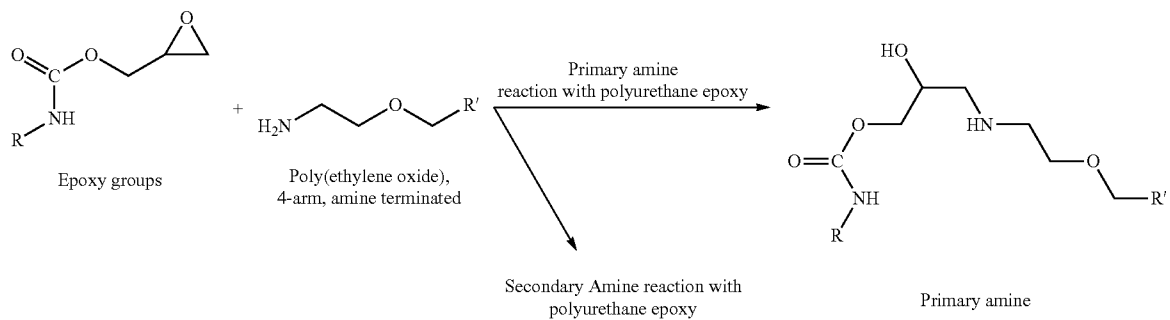 O
O
O
C
NH
R
Epoxy groups
+
H₂N
O
R'
Poly(ethylene oxide),
4-arm, amine terminated
Primary amine
reaction with polyurethane epoxy
Secondary Amine reaction with
polyurethane epoxy
HO
O
HN
O
C
O
NH
R'
R
Primary amine